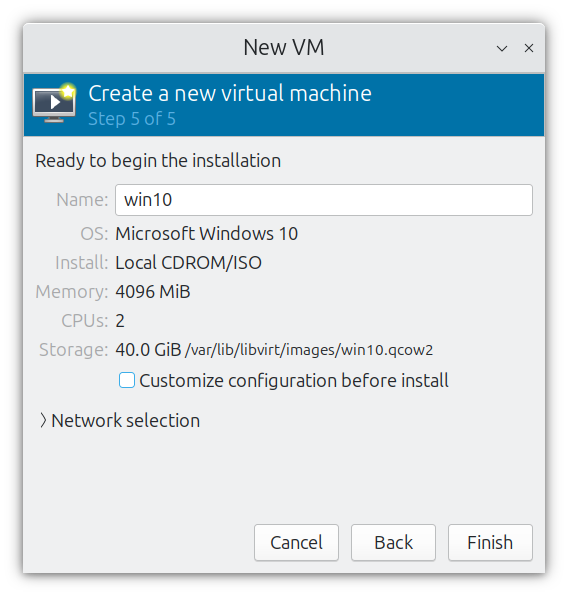 New VM
Create a new virtual machine
Step 5 of 5
Ready to begin the installation
Name: win10
OS: Microsoft Windows 10
Install: Local CDROM/ISO
Memory: 4096 MiB
CPUs: 2
Storage: 40.0 GiB /var/lib/libvirt/images/win10.qcow2
Customize configuration before install
Network selection
Cancel Back Finish